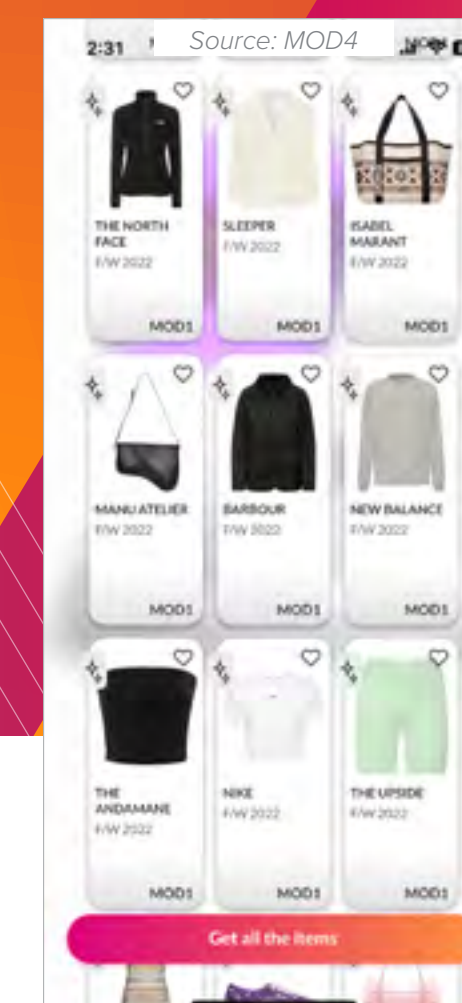 Source: MOD4
2:31
THE NORTH
FACE
F/W 2022
MOD1
SLEEPER
F/W 2022
MOD1
ISABEL
MARANT
F/W 2022
MOD1
MANU ATELIER
F/W 2022
MOD1
BARBOUR
F/W 2022
MOD1
NEW BALANCE
F/W 2022
MOD1
THE
ANDAMANE
F/W 2022
MOD1
NIKE
F/W 2022
MOD1
THE UPSIDE
F/W 2022
MOD1
Get all the items